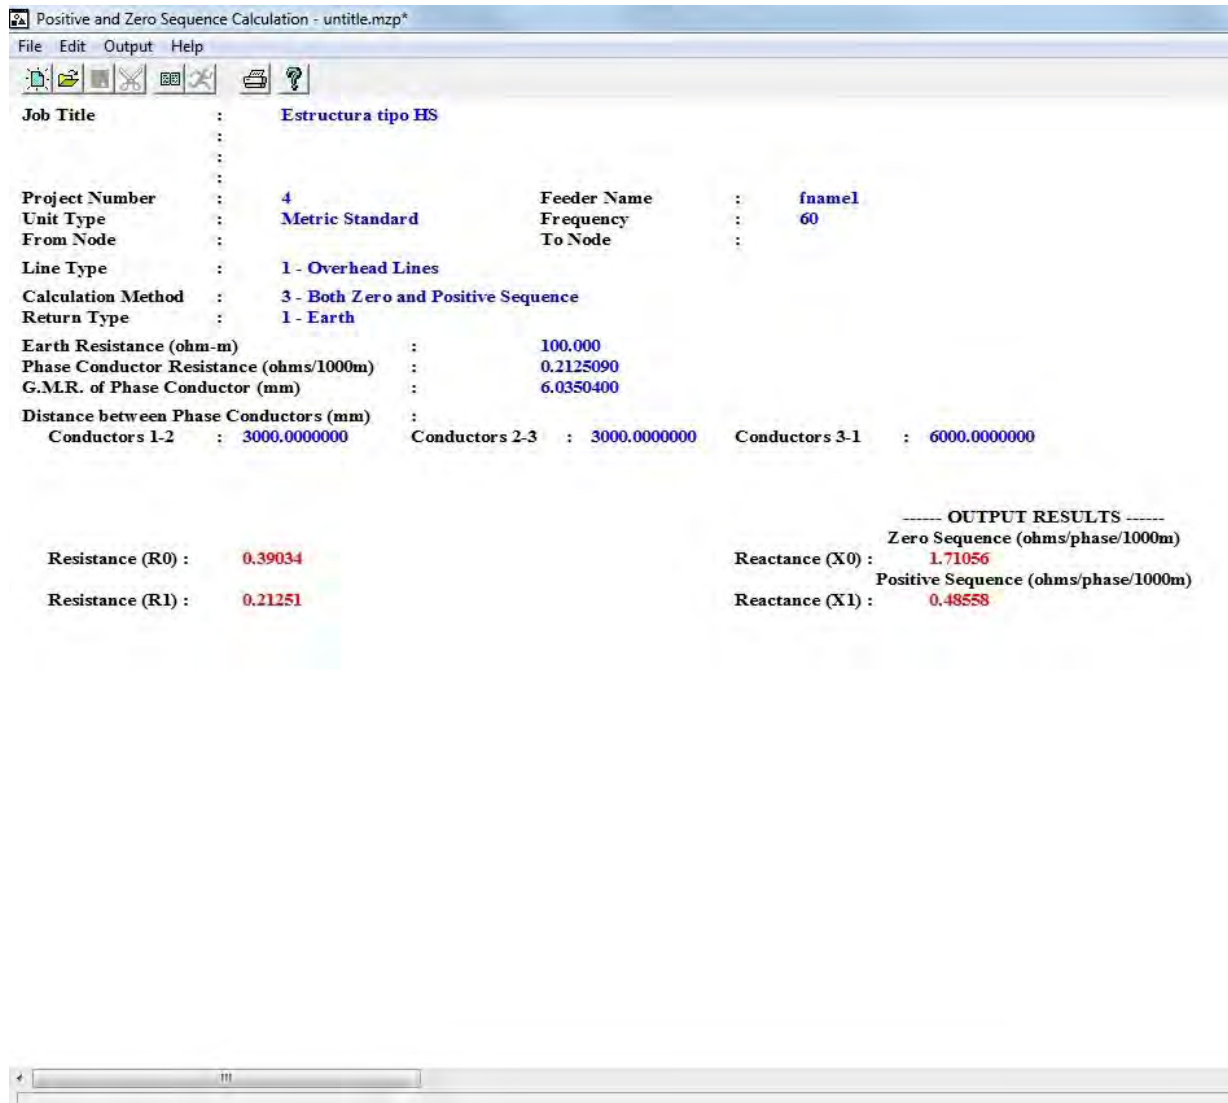 Positive and Zero Sequence Calculation - untitle.mzp*
File Edit Output Help
Job Title : Estructura tipo HS
:
:
:
Project Number : 4 Feeder Name : fname1
Unit Type : Metric Standard Frequency : 60
From Node : To Node :
Line Type : 1 - Overhead Lines
Calculation Method : 3 - Both Zero and Positive Sequence
Return Type : 1 - Earth
Earth Resistance (ohm-m) : 100.000
Phase Conductor Resistance (ohms/1000m) : 0.2125090
G.M.R. of Phase Conductor (mm) : 6.0350400
Distance between Phase Conductors (mm) :
Conductors 1-2 : 3000.0000000 Conductors 2-3 : 3000.0000000 Conductors 3-1 : 6000.0000000
------ OUTPUT RESULTS ------
Zero Sequence (ohms/phase/1000m)
Resistance (R0) : 0.39034 Reactance (X0) : 1.71056
Positive Sequence (ohms/phase/1000m)
Resistance (R1) : 0.21251 Reactance (X1) : 0.48558